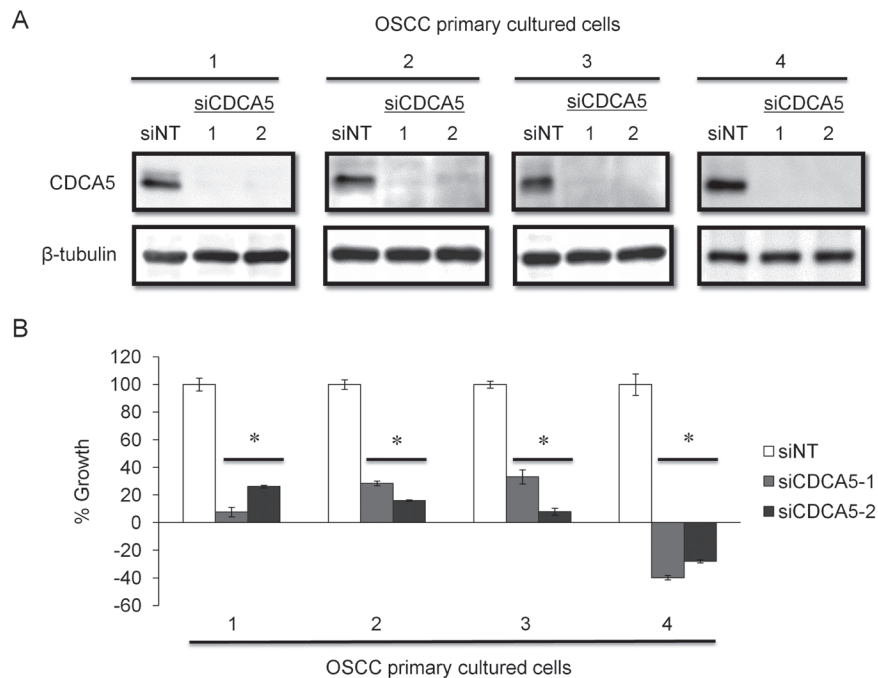 A
OSCC primary cultured cells
1 2 3 4
siCDCA5 siCDCA5 siCDCA5 siCDCA5
siNT 1 2 siNT 1 2 siNT 1 2 siNT 1 2
CDCA5
β-tubulin
B
120
100
80
60
40
20
0
-20
-40
-60
% Growth
* * * *
siNT
siCDCA5-1
siCDCA5-2
1 2 3 4
OSCC primary cultured cells